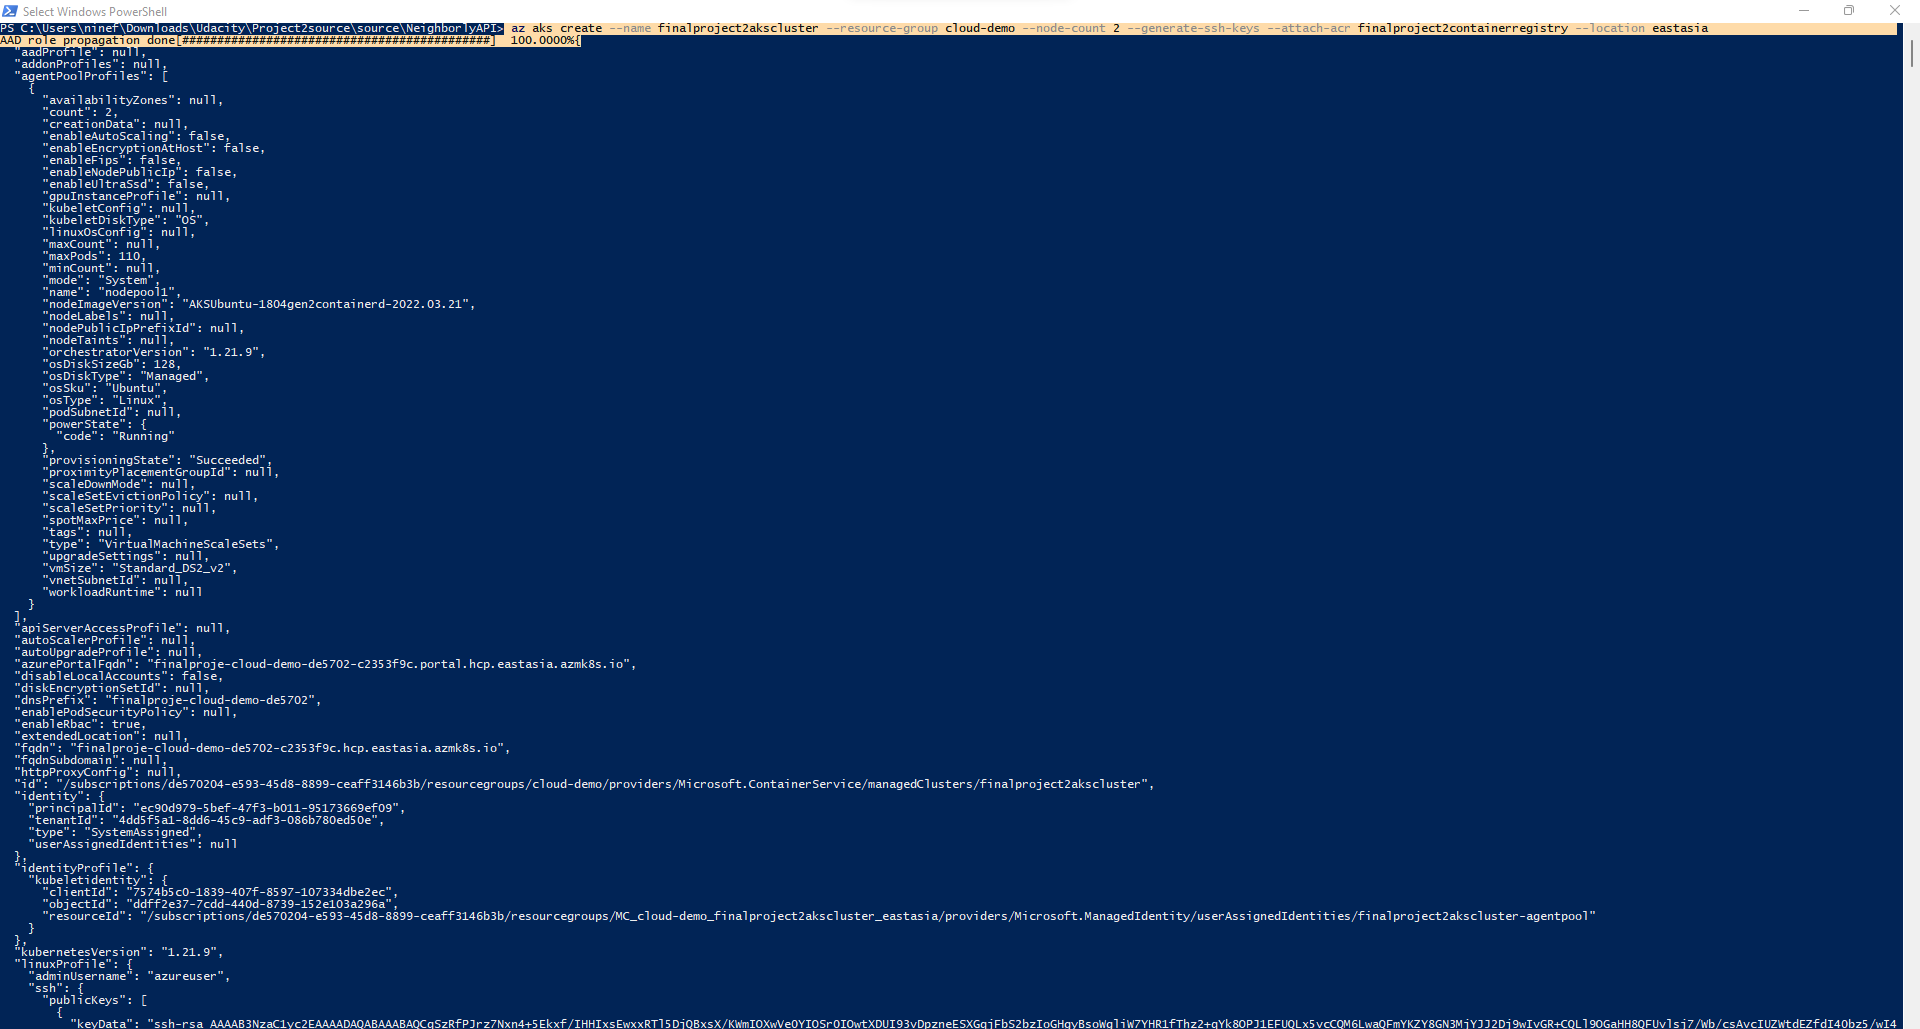 Select Windows PowerShell
PS C:\Users\ninef\Downloads\Udacity\Project2source\source\NeighborlyAPI> az aks create --name finalproject2akscluster --resource-group cloud-demo --node-count 2 --generate-ssh-keys --attach-acr finalproject2containerregistry --location eastasia
AAD role propagation done[############################################]  100.0000%{
  "aadProfile": null,
  "addonProfiles": null,
  "agentPoolProfiles": [
    {
      "availabilityZones": null,
      "count": 2,
      "creationData": null,
      "enableAutoScaling": false,
      "enableEncryptionAtHost": false,
      "enableFips": false,
      "enableNodePublicIp": false,
      "enableUltraSsd": false,
      "gpuInstanceProfile": null,
      "kubeletConfig": null,
      "kubeletDiskType": "OS",
      "linuxOsConfig": null,
      "maxCount": null,
      "maxPods": 110,
      "minCount": null,
      "mode": "System",
      "name": "nodepool1",
      "nodeImageVersion": "AKSUbuntu-1804gen2containerd-2022.03.21",
      "nodeLabels": null,
      "nodePublicIpPrefixId": null,
      "nodeTaints": null,
      "orchestratorVersion": "1.21.9",
      "osDiskSizeGb": 128,
      "osDiskType": "Managed",
      "osSku": "Ubuntu",
      "osType": "Linux",
      "podSubnetId": null,
      "powerState": {
        "code": "Running"
      },
      "provisioningState": "Succeeded",
      "proximityPlacementGroupId": null,
      "scaleDownMode": null,
      "scaleSetEvictionPolicy": null,
      "scaleSetPriority": null,
      "spotMaxPrice": null,
      "tags": null,
      "type": "VirtualMachineScaleSets",
      "upgradeSettings": null,
      "vmSize": "Standard_DS2_v2",
      "vnetSubnetId": null,
      "workloadRuntime": null
    }
  ],
  "apiServerAccessProfile": null,
  "autoScalerProfile": null,
  "autoUpgradeProfile": null,
  "azurePortalFqdn": "finalproje-cloud-demo-de5702-c2353f9c.portal.hcp.eastasia.azmk8s.io",
  "disableLocalAccounts": false,
  "diskEncryptionSetId": null,
  "dnsPrefix": "finalproje-cloud-demo-de5702",
  "enablePodSecurityPolicy": null,
  "enableRbac": true,
  "extendedLocation": null,
  "fqdn": "finalproje-cloud-demo-de5702-c2353f9c.hcp.eastasia.azmk8s.io",
  "fqdnSubdomain": null,
  "httpProxyConfig": null,
  "id": "/subscriptions/de570204-e593-45d8-8899-ceaff3146b3b/resourcegroups/cloud-demo/providers/Microsoft.ContainerService/managedClusters/finalproject2akscluster",
  "identity": {
    "principalId": "ec90d979-5bef-47f3-b011-95173669ef09",
    "tenantId": "4dd5f5a1-8dd6-45c9-adf3-086b780ed50e",
    "type": "SystemAssigned",
    "userAssignedIdentities": null
  },
  "identityProfile": {
    "kubeletidentity": {
      "clientId": "7574b5c0-1839-407f-8597-107334dbe2ec",
      "objectId": "ddff2e37-7cdd-440d-8739-152e103a296a",
      "resourceId": "/subscriptions/de570204-e593-45d8-8899-ceaff3146b3b/resourcegroups/MC_cloud-demo_finalproject2akscluster_eastasia/providers/Microsoft.ManagedIdentity/userAssignedIdentities/finalproject2akscluster-agentpool"
    }
  },
  "kubernetesVersion": "1.21.9",
  "linuxProfile": {
    "adminUsername": "azureuser",
    "ssh": {
      "publicKeys": [
        {
          "keyData": "ssh-rsa